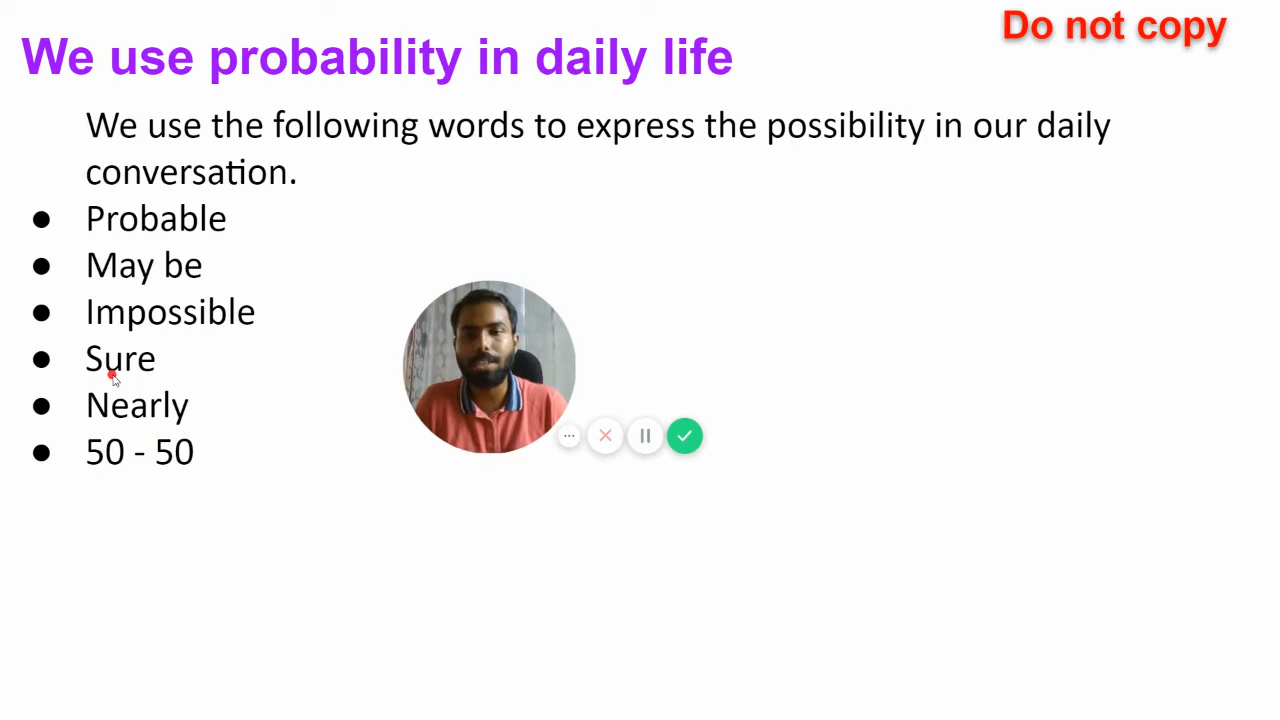 Do not copy
We use probability in daily life
We use the following words to express the possibility in our daily
conversation.
● Probable
● May be
● Impossible
● Sure
● Nearly
● 50 - 50